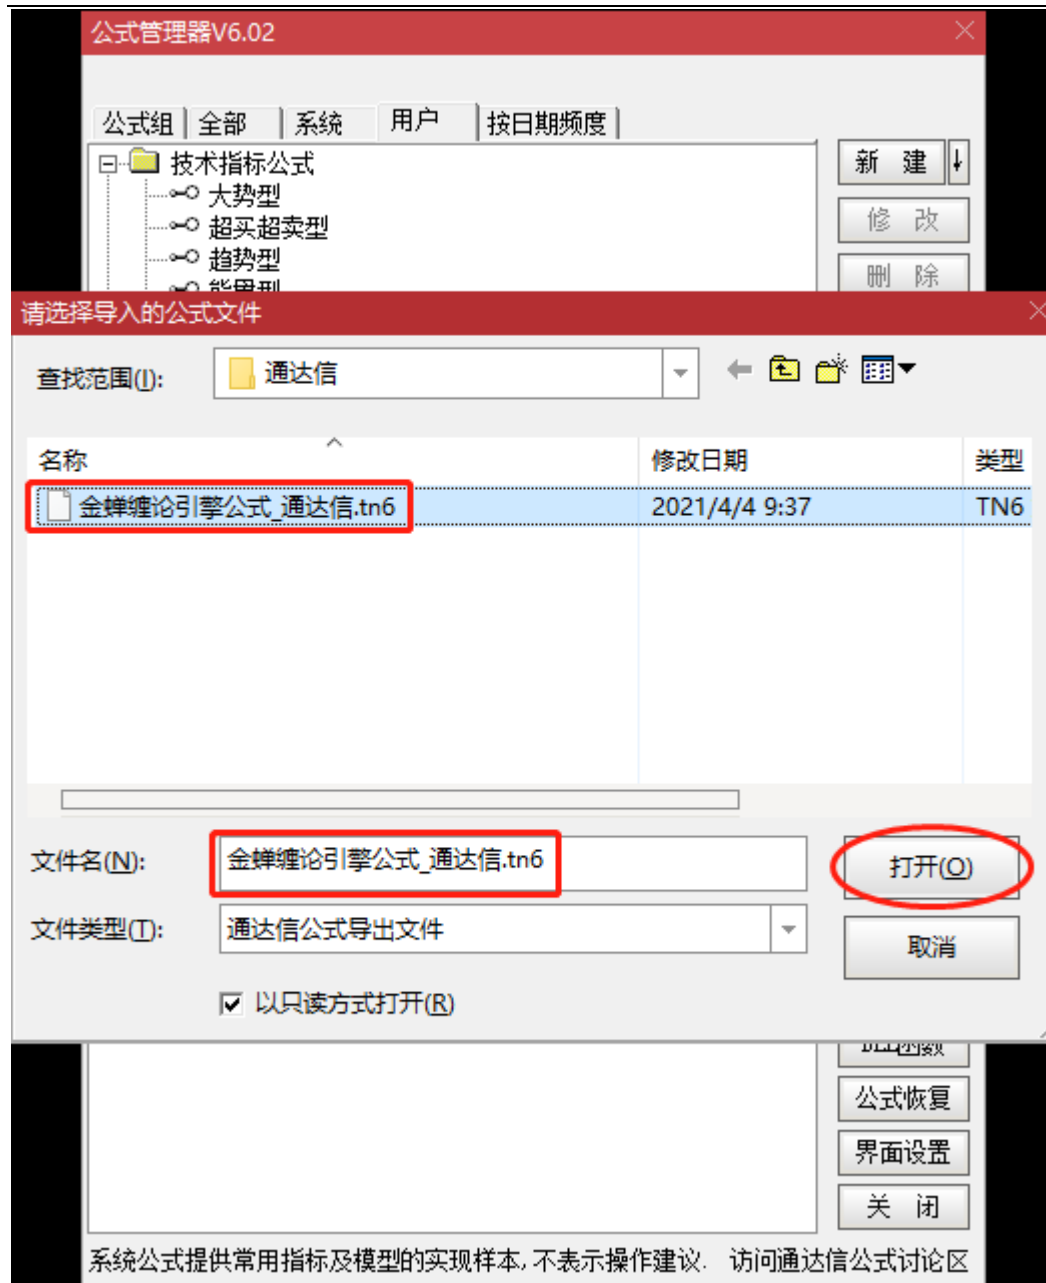 公式管理器V6.02
公式组 全部 系统 用户 按日期频度
技术指标公式
大势型
超买超卖型
趋势型
能量型
新 建
修 改
删 除
请选择导入的公式文件
查找范围(I): 通达信
名称 修改日期 类型
金蝉缠论引擎公式_通达信.tn6 2021/4/4 9:37 TN6
文件名(N): 金蝉缠论引擎公式_通达信.tn6 打开(O)
文件类型(T): 通达信公式导出文件 取消
以只读方式打开(R)
DLL函数
公式恢复
界面设置
关 闭
系统公式提供常用指标及模型的实现样本,不表示操作建议. 访问通达信公式讨论区